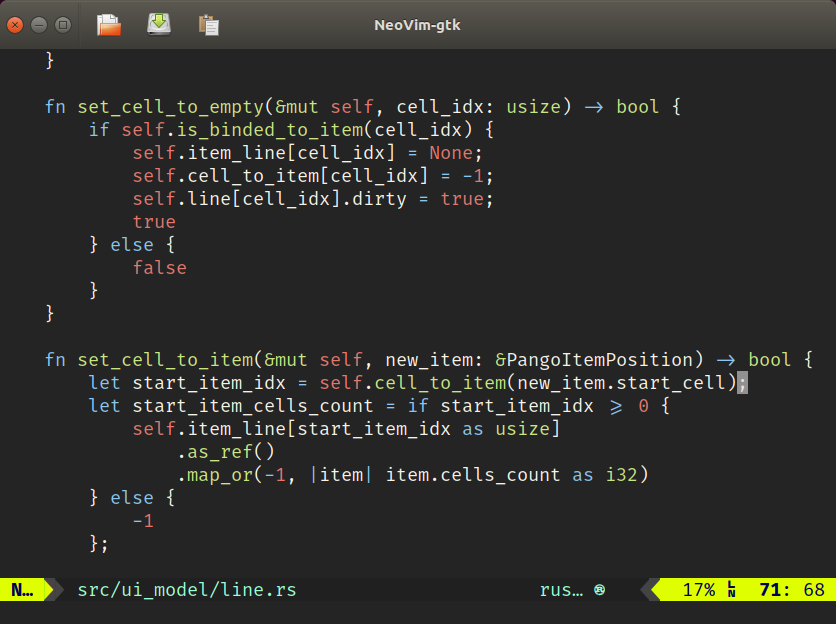 NeoVim-gtk
}
fn set_cell_to_empty(&mut self, cell_idx: usize) -> bool {
if self.is_binded_to_item(cell_idx) {
self.item_line[cell_idx] = None;
self.cell_to_item[cell_idx] = -1;
self.line[cell_idx].dirty = true;
true
} else {
false
}
}
fn set_cell_to_item(&mut self, new_item: &PangoItemPosition) -> bool {
let start_item_idx = self.cell_to_item(new_item.start_cell);
let start_item_cells_count = if start_item_idx ⩾ 0 {
self.item_line[start_item_idx as usize]
.as_ref()
.map_or(-1, |item| item.cells_count as i32)
} else {
-1
};
N… src/ui_model/line.rs rus… ® 17% LN 71: 68